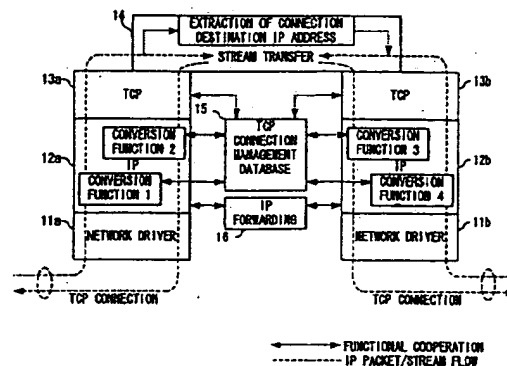 14
EXTRACTION OF CONNECTION
DESTINATION IP ADDRESS
STREAM TRANSFER
13a
TCP
15
TCP
13b
CONVERSION
FUNCTION 2
TCP
CONNECTION
MANAGEMENT
DATABASE
CONVERSION
FUNCTION 3
12a
IP
IP
12b
CONVERSION
FUNCTION 1
CONVERSION
FUNCTION 4
IP
FORWARDING
11a
NETWORK DRIVER
16
NETWORK DRIVER
11b
TCP CONNECTION
TCP CONNECTION
FUNCTIONAL COOPERATION
IP PACKET/STREAM FLOW